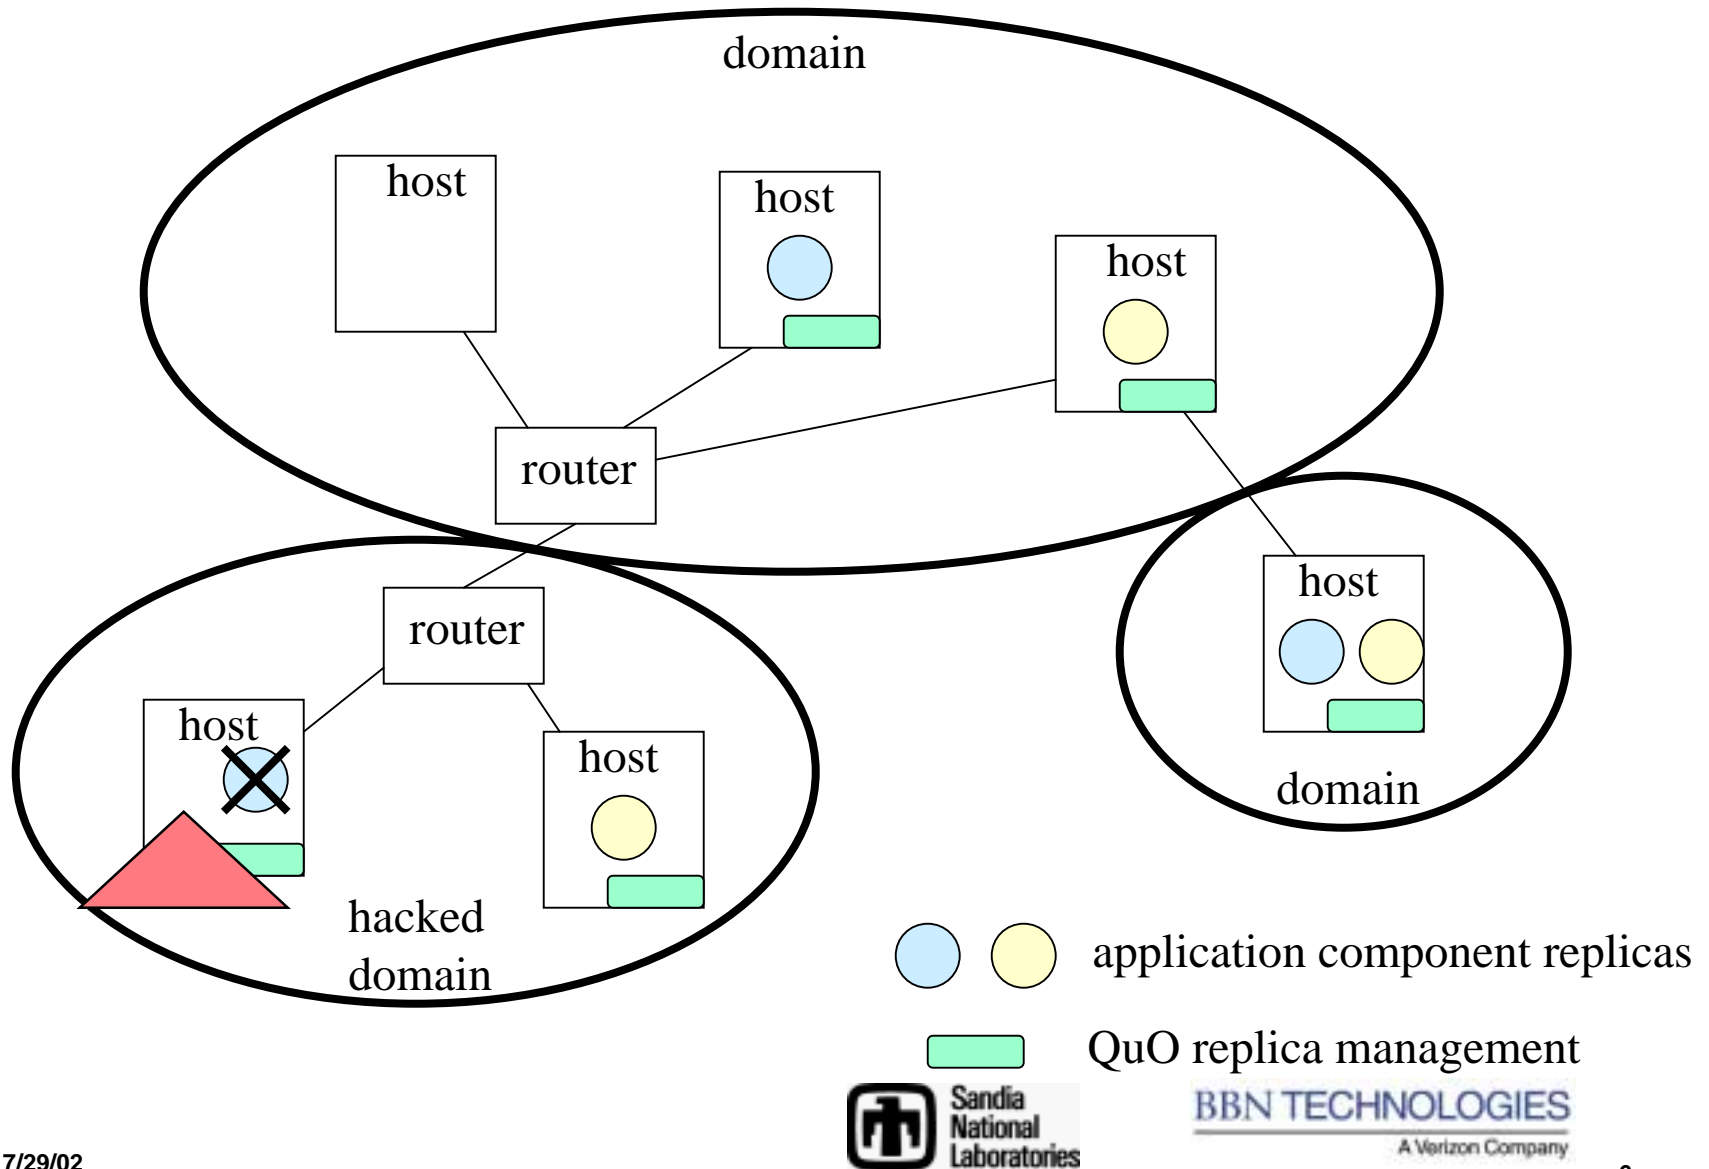 domain
host
host
host
router
router
host
host
host
domain
hacked
domain
application component replicas
QuO replica management
Sandia
National
Laboratories
BBN TECHNOLOGIES
A Verizon Company
7/29/02